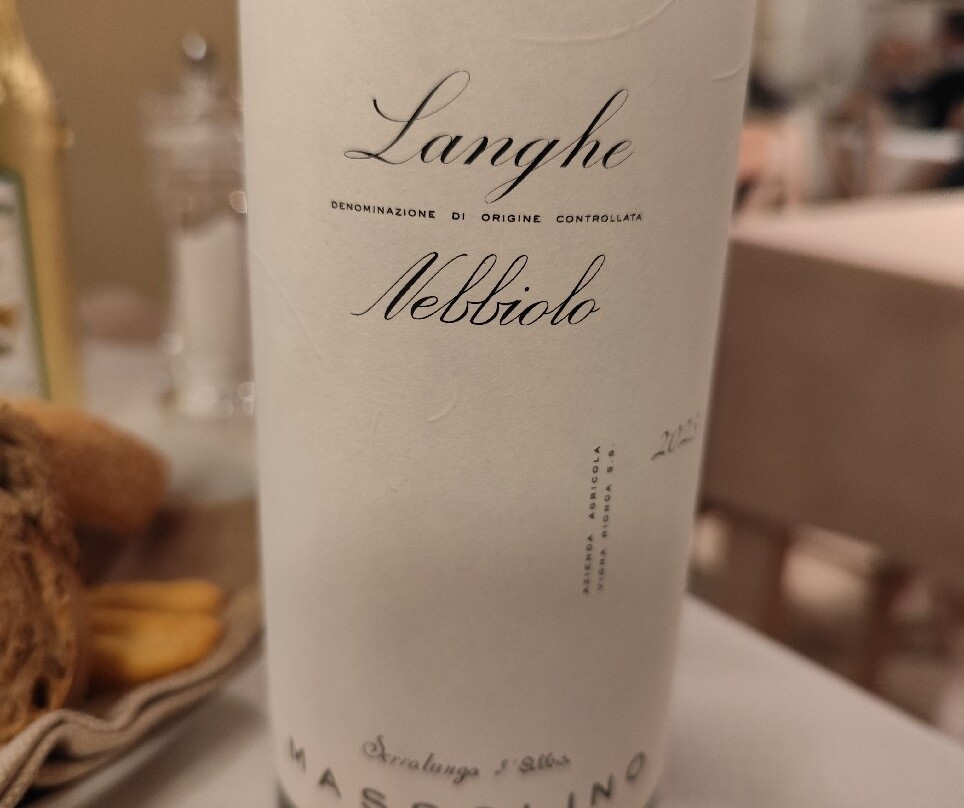 Langhe
DENOMINAZIONE DI ORIGINE CONTROLLATA
Nebbiolo
AZIENDA AGRICOLA
VIGNA RIONDA S.S.
Serralunga d'Alba